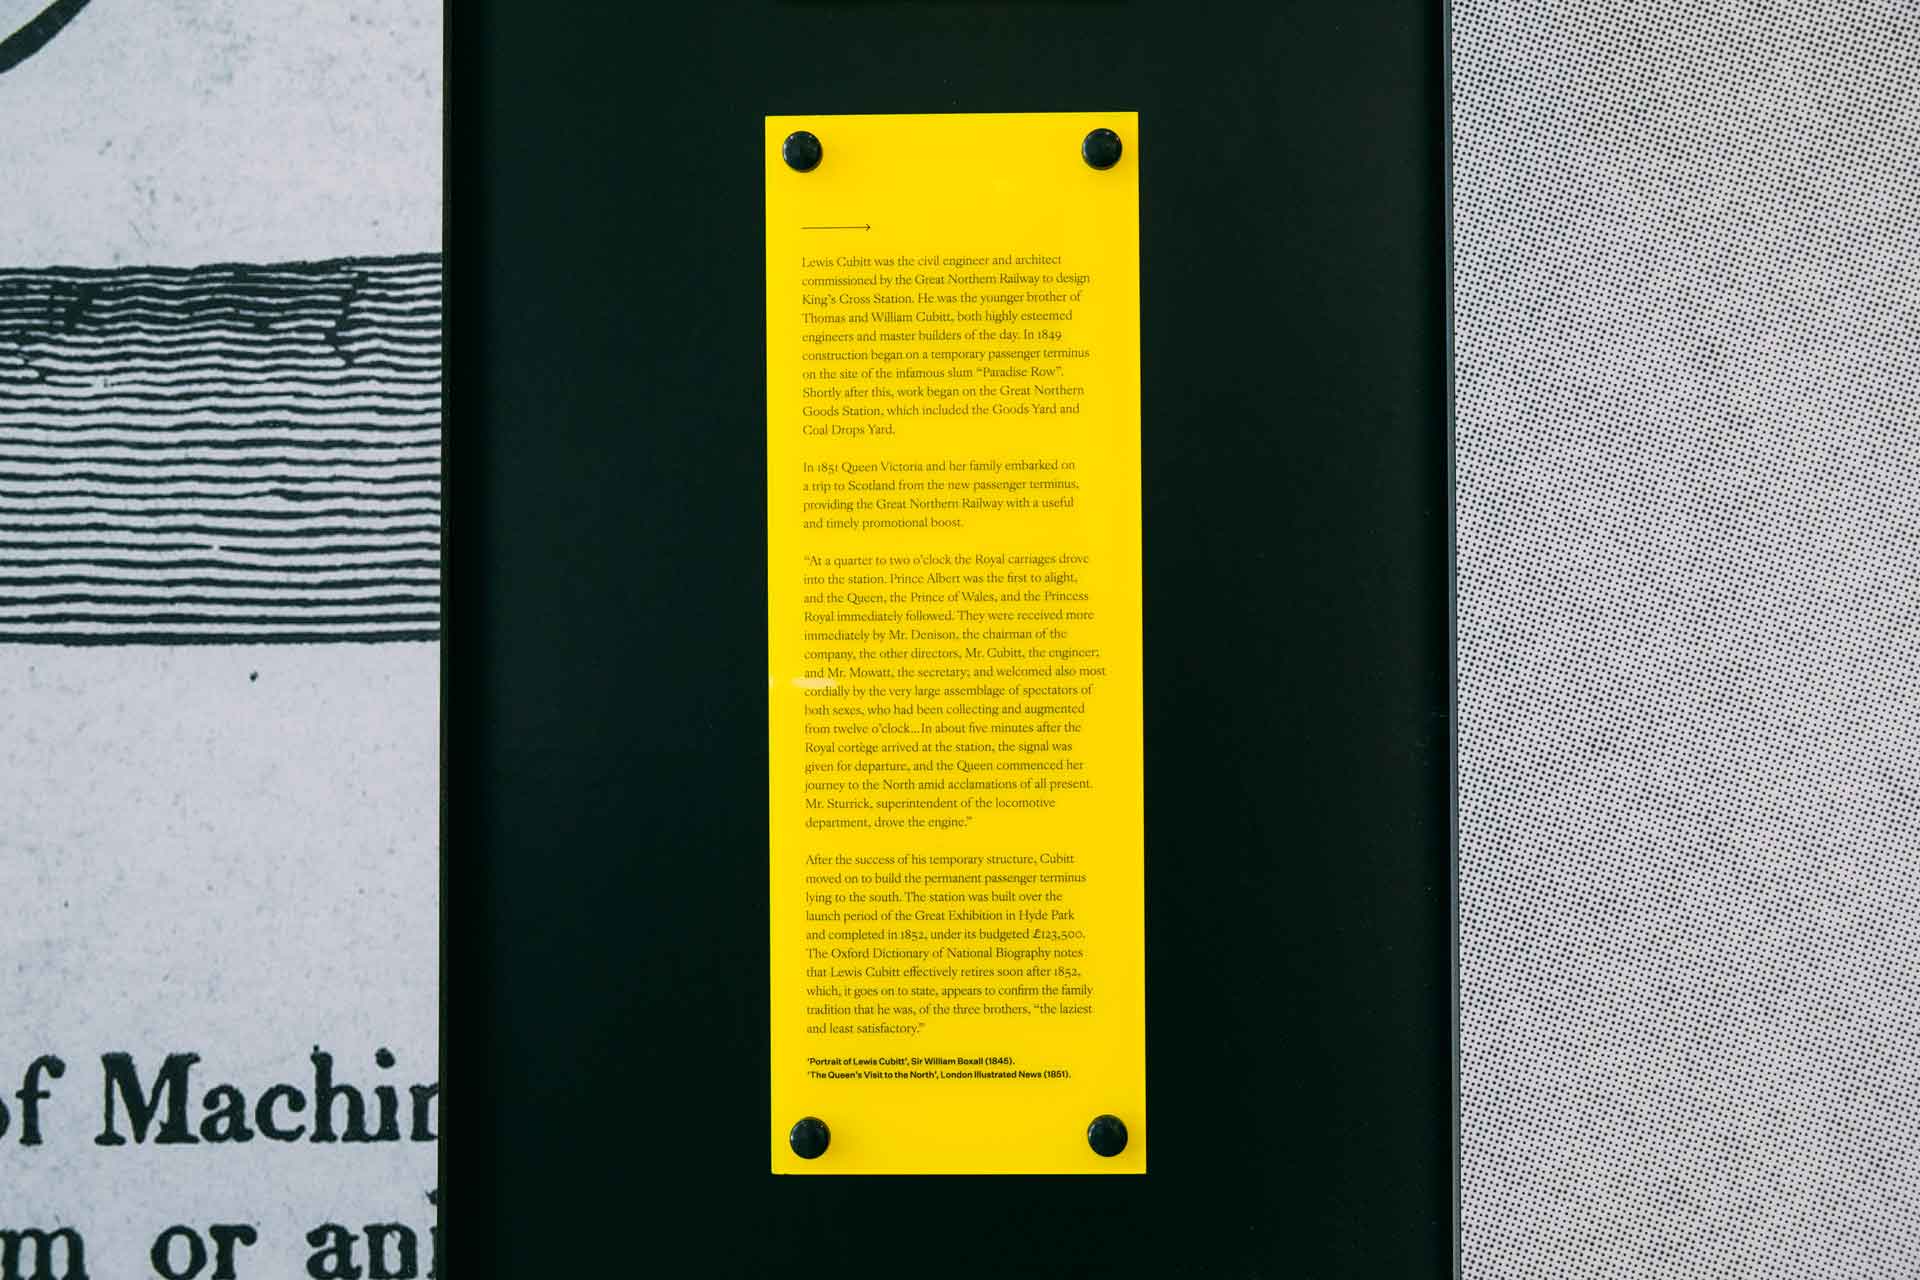 Lewis Cubitt was the civil engineer and architect
commissioned by the Great Northern Railway to design
King's Cross Station. He was the younger brother of
Thomas and William Cubitt, both highly esteemed
engineers and master builders of the day. In 1849
construction began on a temporary passenger terminus
on the site of the infamous slum “Paradise Row”.
Shortly after this, work began on the Great Northern
Goods Station, which included the Goods Yard and
Coal Drops Yard.
In 1851 Queen Victoria and her family embarked on
a trip to Scotland from the new passenger terminus,
providing the Great Northern Railway with a useful
and timely promotional boost.
“At a quarter to two o'clock the Royal carriages drove
into the station. Prince Albert was the first to alight,
and the Queen, the Prince of Wales, and the Princess
Royal immediately followed. They were received more
immediately by Mr. Denison, the chairman of the
company, the other directors, Mr. Cubitt, the engineer;
and Mr. Mowatt, the secretary; and welcomed also most
cordially by the very large assemblage of spectators of
both sexes, who had been collecting and augmented
from twelve o'clock...In about five minutes after the
Royal cortège arrived at the station, the signal was
given for departure, and the Queen commenced her
journey to the North amid acclamations of all present.
Mr. Sturrick, superintendent of the locomotive
department, drove the engine.”
After the success of his temporary structure, Cubitt
moved on to build the permanent passenger terminus
lying to the south. The station was built over the
launch period of the Great Exhibition in Hyde Park
and completed in 1852, under its budgeted £123,500.
The Oxford Dictionary of National Biography notes
that Lewis Cubitt effectively retires soon after 1852,
which, it goes on to state, appears to confirm the family
tradition that he was, of the three brothers, “the laziest
and least satisfactory.”
'Portrait of Lewis Cubitt', Sir William Boxall (1845).
'The Queen's Visit to the North', London Illustrated News (1851).
of Machin
m or ani